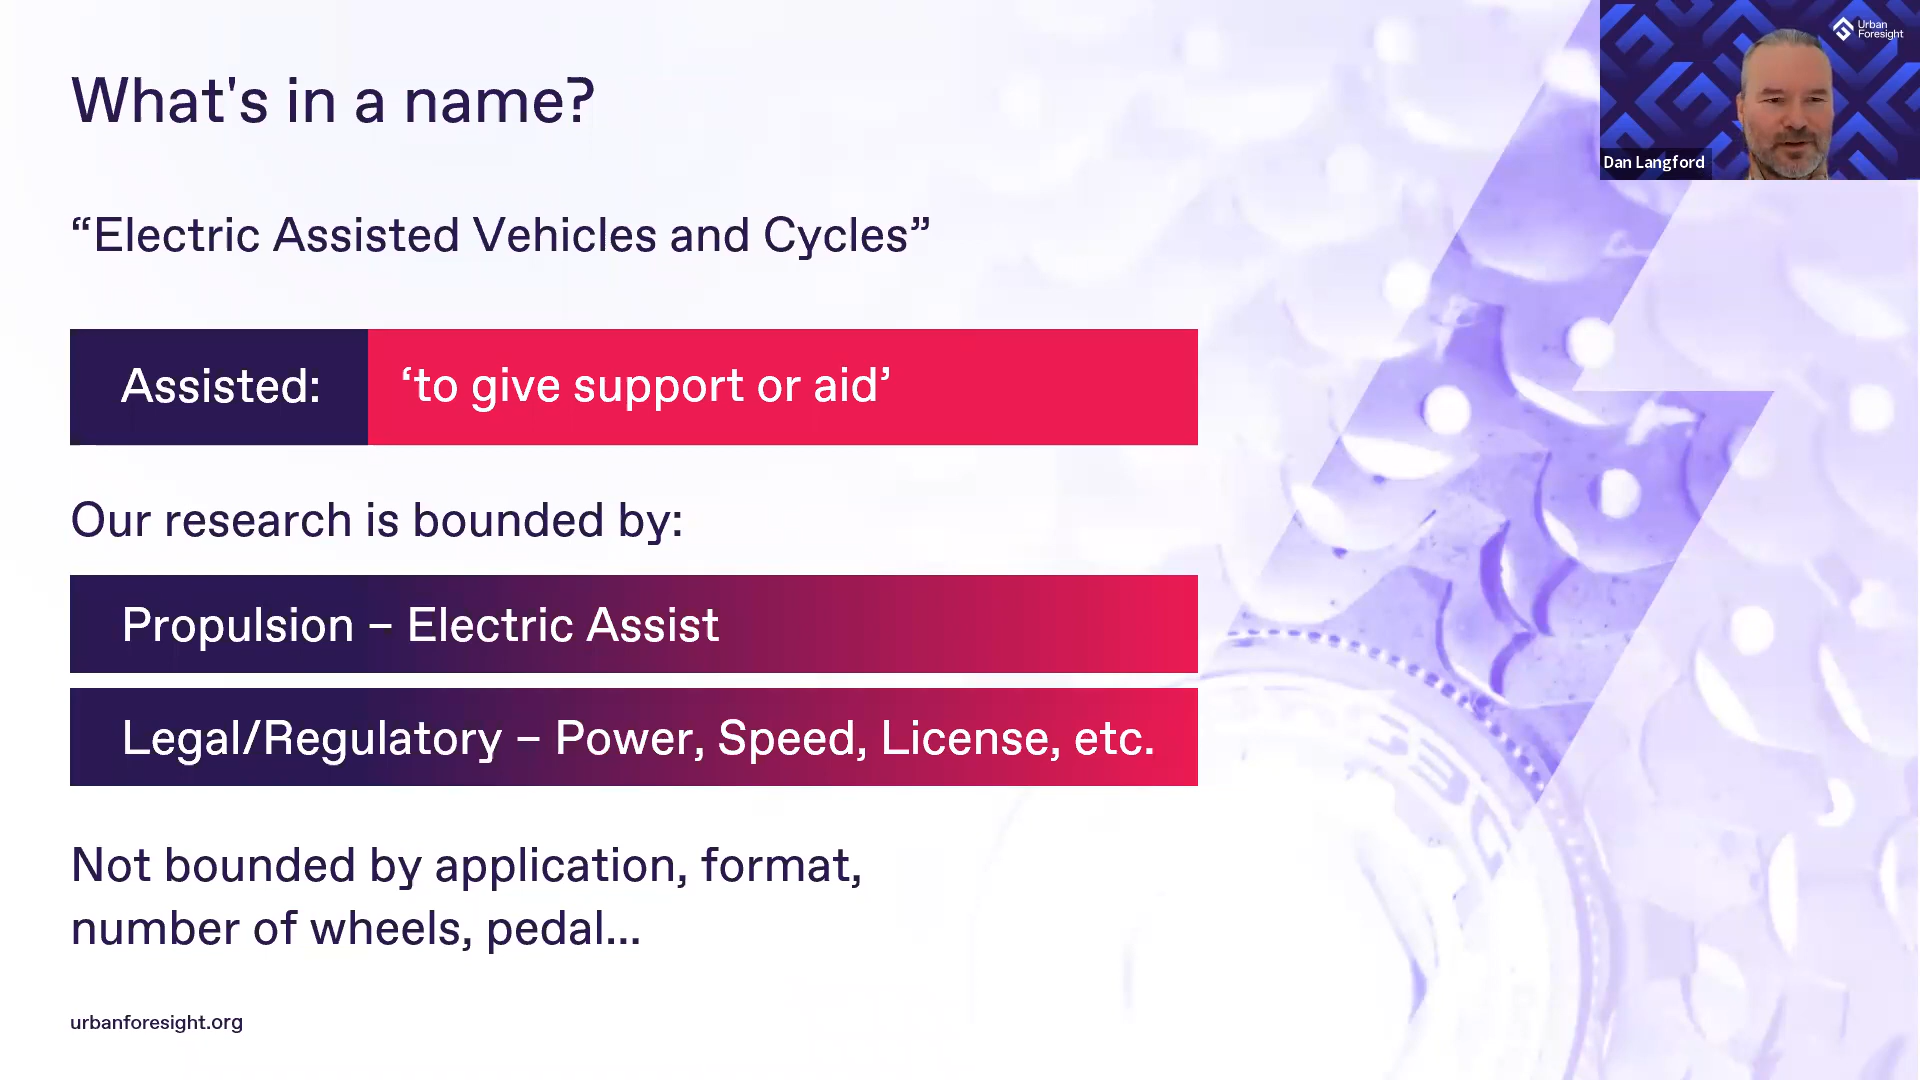 What's in a name?
“Electric Assisted Vehicles and Cycles”
Assisted:
‘to give support or aid’
Our research is bounded by:
Propulsion – Electric Assist
Legal/Regulatory – Power, Speed, License, etc.
Not bounded by application, format,
number of wheels, pedal...
urbanforesight.org
Urban
Foresight
Dan Langford